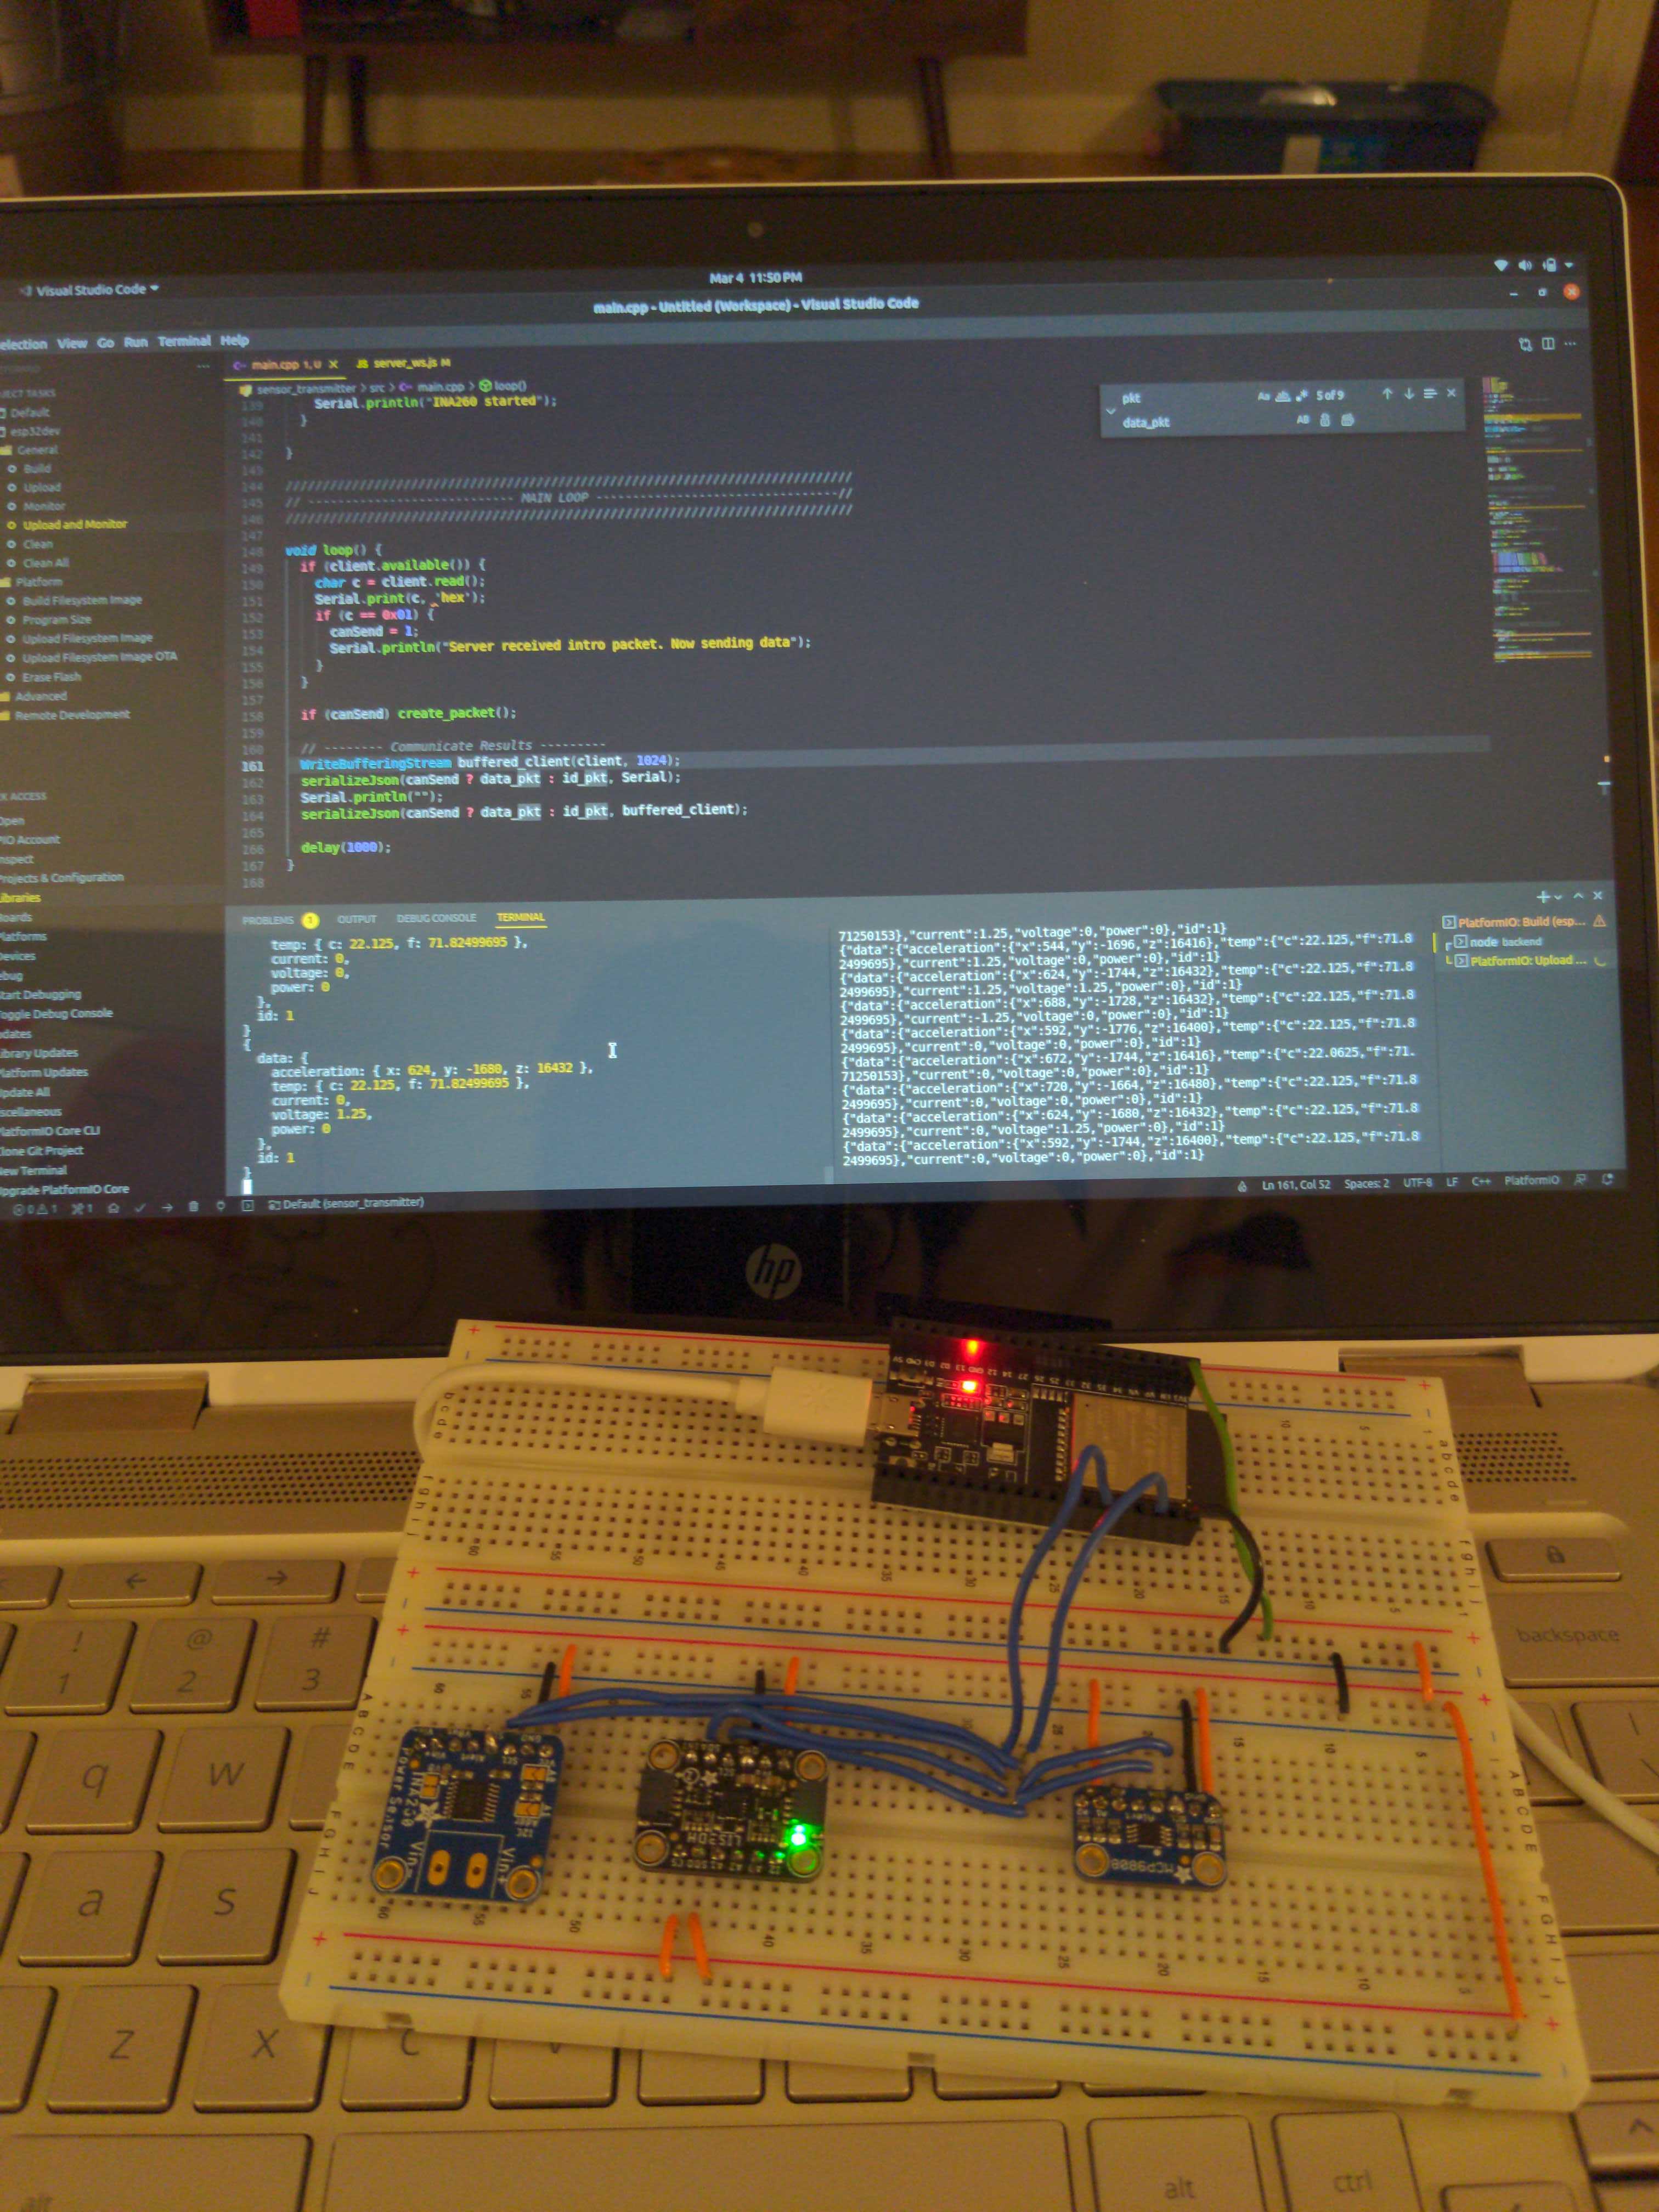 Mar 4 11:50 PM
Visual Studio Code
main.cpp - Untitled (Workspace) - Visual Studio Code
election View Go Run Terminal Help
main.cpp 1, U
server_ws.js M
sensor_transmitter > src > main.cpp > loop()
JECT TASKS
Default
esp32dev
General
Build
Upload
Monitor
Upload and Monitor
Clean
Clean All
Platform
Build Filesystem Image
Program Size
Upload Filesystem Image
Upload Filesystem Image OTA
Erase Flash
Advanced
Remote Development
K ACCESS
Open
PIO Account
nspect
Projects & Configuration
ibraries
oards
latforms
evices
ebug
tart Debugging
oggle Debug Console
pdates
ibrary Updates
latform Updates
pdate All
iscellaneous
latformIO Core CLI
lone Git Project
ew Terminal
pgrade PlatformIO Core
pkt
Aa
5 of 9
data_pkt
AB
139 Serial.println("INA260 started");
140 }
141
142 }
143
144 ////////////////////////////////////////////////////////////////////////////
145 // --------------------------- MAIN LOOP --------------------------------//
146 ////////////////////////////////////////////////////////////////////////////
147
148 void loop() {
149 if (client.available()) {
150 char c = client.read();
151 Serial.print(c, 'hex');
152 if (c == 0x01) {
153 canSend = 1;
154 Serial.println("Server received intro packet. Now sending data");
155 }
156 }
157
158 if (canSend) create_packet();
159
160 // -------- Communicate Results ---------
161 WriteBufferingStream buffered_client(client, 1024);
162 serializeJson(canSend ? data_pkt : id_pkt, Serial);
163 Serial.println("");
164 serializeJson(canSend ? data_pkt : id_pkt, buffered_client);
165
166 delay(1000);
167 }
168
PROBLEMS 1 OUTPUT DEBUG CONSOLE TERMINAL
temp: { c: 22.125, f: 71.82499695 },
current: 0,
voltage: 0,
power: 0
},
id: 1
}
{
data: {
acceleration: { x: 624, y: -1680, z: 16432 },
temp: { c: 22.125, f: 71.82499695 },
current: 0,
voltage: 1.25,
power: 0
},
id: 1
}
71250153},"current":1.25,"voltage":0,"power":0},"id":1}
{"data":{"acceleration":{"x":544,"y":-1696,"z":16416},"temp":{"c":22.125,"f":71.8
2499695},"current":1.25,"voltage":0,"power":0},"id":1}
{"data":{"acceleration":{"x":624,"y":-1744,"z":16432},"temp":{"c":22.125,"f":71.8
2499695},"current":1.25,"voltage":1.25,"power":0},"id":1}
{"data":{"acceleration":{"x":688,"y":-1728,"z":16432},"temp":{"c":22.125,"f":71.8
2499695},"current":-1.25,"voltage":0,"power":0},"id":1}
{"data":{"acceleration":{"x":592,"y":-1776,"z":16400},"temp":{"c":22.125,"f":71.8
2499695},"current":0,"voltage":0,"power":0},"id":1}
{"data":{"acceleration":{"x":672,"y":-1744,"z":16416},"temp":{"c":22.0625,"f":71.
71250153},"current":0,"voltage":0,"power":0},"id":1}
{"data":{"acceleration":{"x":720,"y":-1664,"z":16480},"temp":{"c":22.125,"f":71.8
2499695},"current":0,"voltage":0,"power":0},"id":1}
{"data":{"acceleration":{"x":624,"y":-1680,"z":16432},"temp":{"c":22.125,"f":71.8
2499695},"current":0,"voltage":1.25,"power":0},"id":1}
{"data":{"acceleration":{"x":592,"y":-1744,"z":16400},"temp":{"c":22.125,"f":71.8
2499695},"current":0,"voltage":0,"power":0},"id":1}
PlatformIO: Build (esp...
node backend
PlatformIO: Upload ...
0 1 1 Default (sensor_transmitter)
Ln 161, Col 52 Spaces: 2 UTF-8 LF C++ PlatformIO
hp
INA260
Power Sensor
Vin-
Vin+
LIS3DH
MCP9808
! 1
@ 2
# 3
q
w
a
s
z
x
c
v
alt
alt
ctrl
backspace